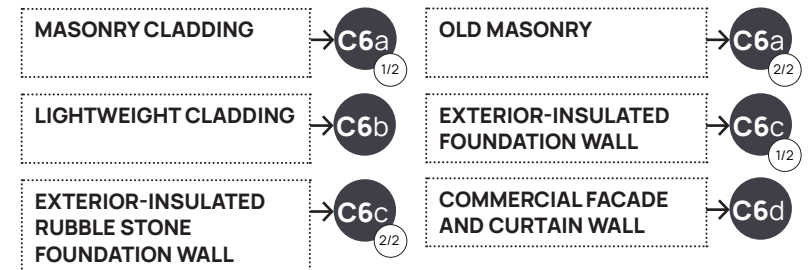 MASONRY CLADDING
C6a
1/2
OLD MASONRY
C6a
2/2
LIGHTWEIGHT CLADDING
C6b
EXTERIOR-INSULATED
FOUNDATION WALL
C6c
1/2
EXTERIOR-INSULATED
RUBBLE STONE
FOUNDATION WALL
C6c
2/2
COMMERCIAL FACADE
AND CURTAIN WALL
C6d